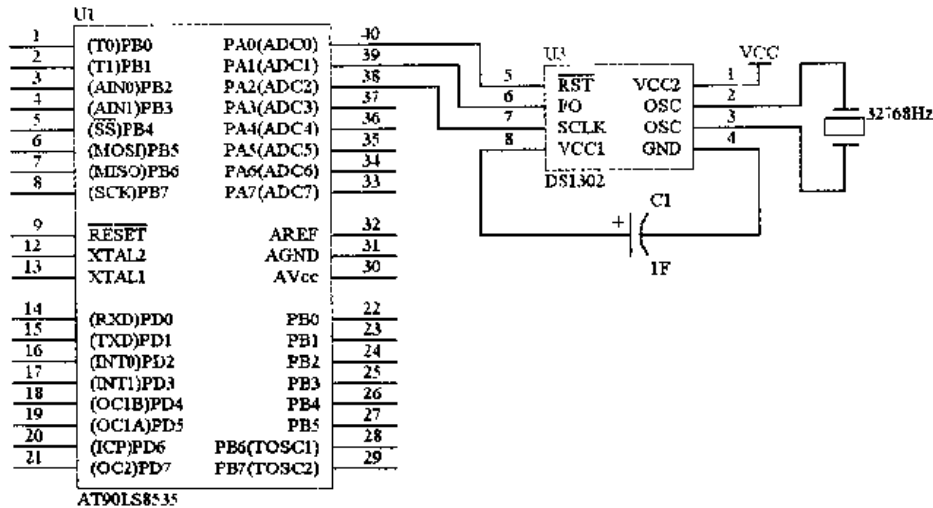 U1
1 (T0)PB0 PA0(ADC0) 40
2 (T1)PB1 PA1(ADC1) 39
3 (AIN0)PB2 PA2(ADC2) 38
4 (AIN1)PB3 PA3(ADC3) 37
5 (SS)PB4 PA4(ADC4) 36
6 (MOSI)PB5 PA5(ADC5) 35
7 (MISO)PB6 PA6(ADC6) 34
8 (SCK)PB7 PA7(ADC7) 33
9 RESET AREF 32
12 XTAL2 AGND 31
13 XTAL1 AVcc 30
14 (RXD)PD0 PB0 22
15 (TXD)PD1 PB1 23
16 (INT0)PD2 PB2 24
17 (INT1)PD3 PB3 25
18 (OC1B)PD4 PB4 26
19 (OC1A)PD5 PB5 27
20 (ICP)PD6 PB6(TOSC1) 28
21 (OC2)PD7 PB7(TOSC2) 29
AT90LS8535
U3
VCC
5 RST VCC2 1
6 I/O OSC 2
7 SCLK OSC 3
8 VCC1 GND 4
DS1302
32768Hz
C1
+
1F